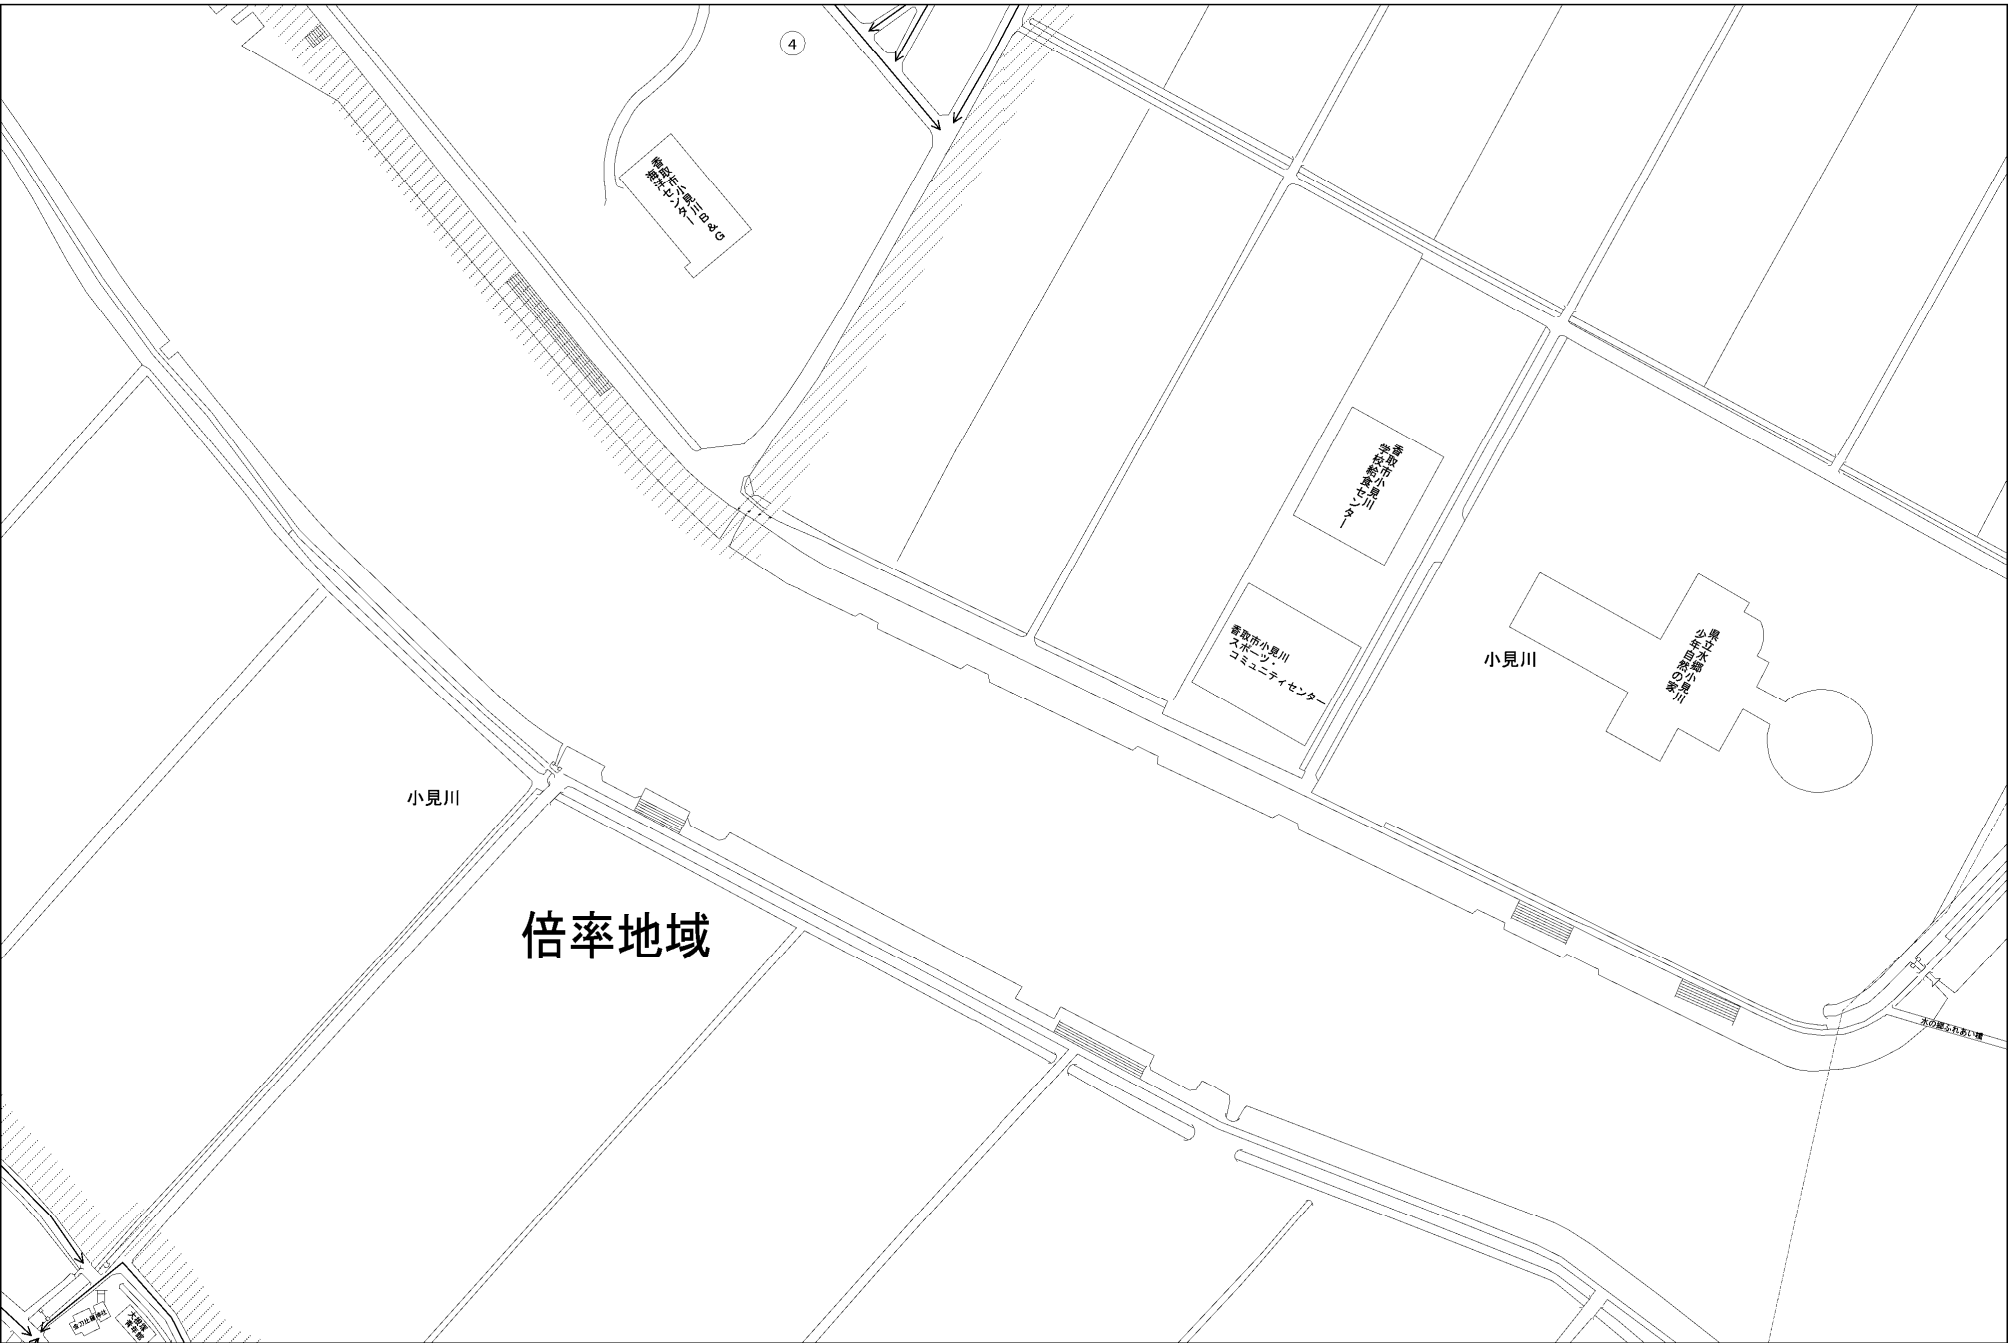 ④
香取市小見川B&G
海洋センター
香取市小見川
学校給食センター
香取市小見川
スポーツ・
コミュニティセンター
小見川
県立水郷小見川
少年自然の家
小見川
倍率地域
水の郷ふれあい橋